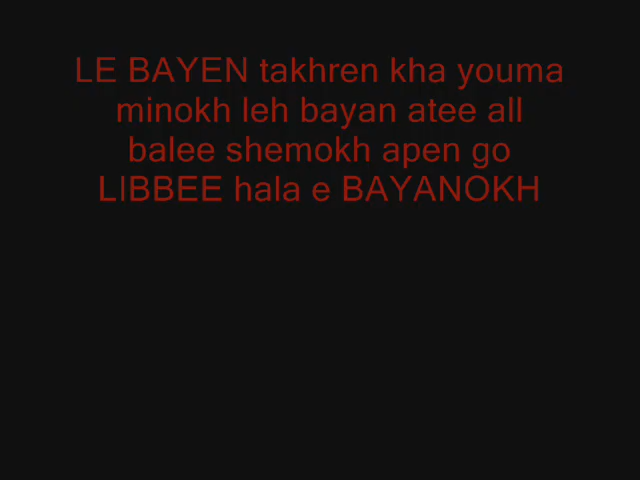 LE BAYEN takhren kha youma
minokh leh bayan atee all
balee shemokh apen go
LIBBEE hala e BAYANOKH